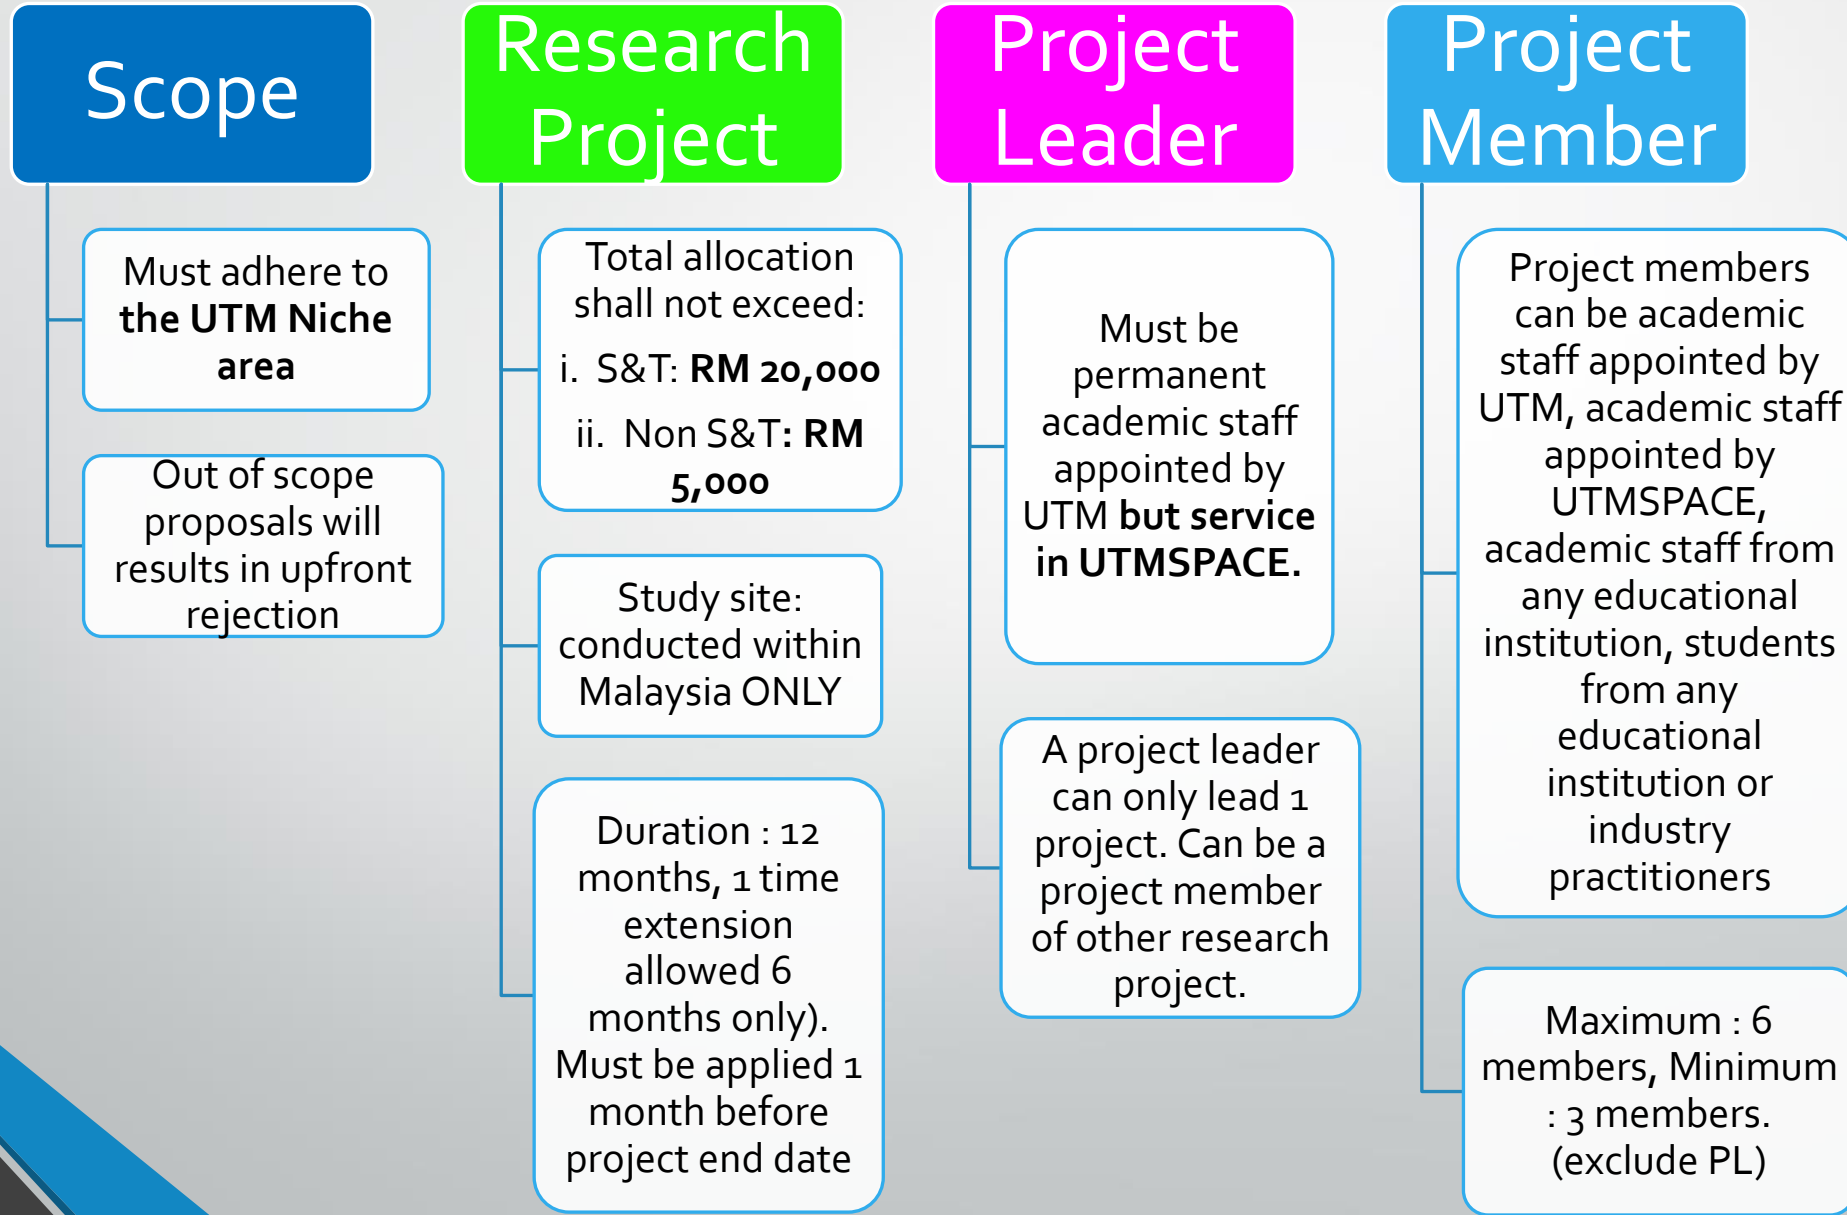 Scope
Must adhere to
the UTM Niche
area
Out of scope
proposals will
results in upfront
rejection
Research
Project
Total allocation
shall not exceed:
i. S&T: RM 20,000
ii. Non S&T: RM
5,000
Study site:
conducted within
Malaysia ONLY
Duration : 12
months, 1 time
extension
allowed 6
months only).
Must be applied 1
month before
project end date
Project
Leader
Must be
permanent
academic staff
appointed by
UTM but service
in UTMSPACE.
A project leader
can only lead 1
project. Can be a
project member
of other research
project.
Project
Member
Project members
can be academic
staff appointed by
UTM, academic staff
appointed by
UTMSPACE,
academic staff from
any educational
institution, students
from any
educational
institution or
industry
practitioners
Maximum : 6
members, Minimum
: 3 members.
(exclude PL)